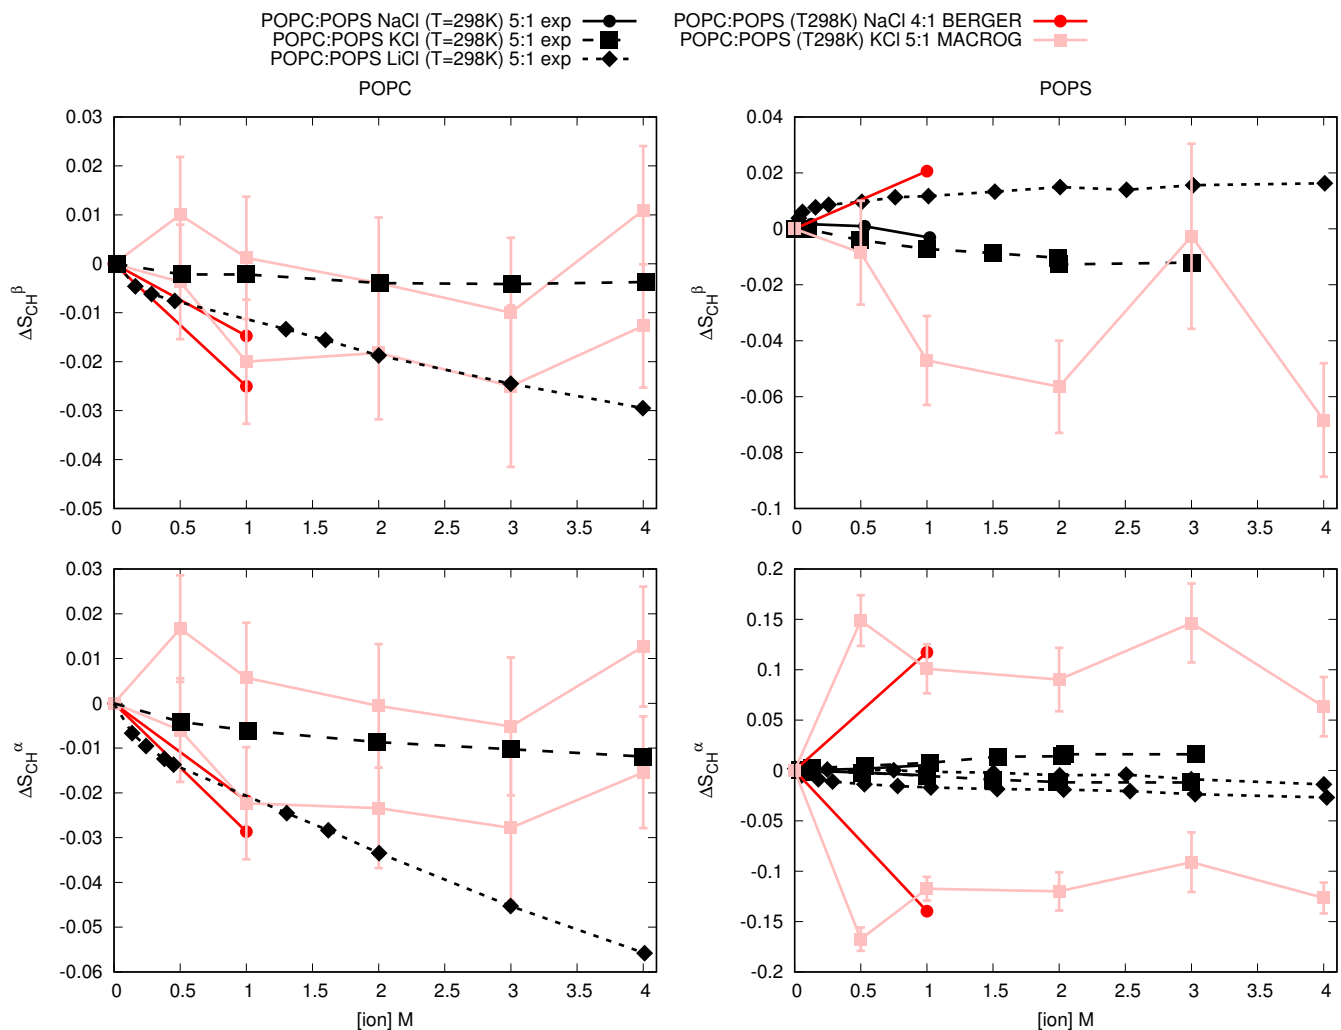 POPC:POPS NaCl (T=298K) 5:1 exp
POPC:POPS KCl (T=298K) 5:1 exp
POPC:POPS LiCl (T=298K) 5:1 exp
POPC:POPS (T298K) NaCl 4:1 BERGER
POPC:POPS (T298K) KCl 5:1 MACROG
POPC
0.03
0.02
0.01
0
-0.01
-0.02
-0.03
-0.04
-0.05
ΔS_CH^β
0 0.5 1 1.5 2 2.5 3 3.5 4
POPS
0.04
0.02
0
-0.02
-0.04
-0.06
-0.08
-0.1
ΔS_CH^β
0 0.5 1 1.5 2 2.5 3 3.5 4
0.03
0.02
0.01
0
-0.01
-0.02
-0.03
-0.04
-0.05
-0.06
ΔS_CH^α
0 0.5 1 1.5 2 2.5 3 3.5 4
[ion] M
0.2
0.15
0.1
0.05
0
-0.05
-0.1
-0.15
-0.2
ΔS_CH^α
0 0.5 1 1.5 2 2.5 3 3.5 4
[ion] M